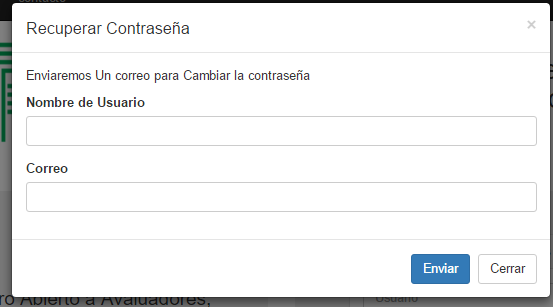 contacto
Recuperar Contraseña
×
Enviaremos Un correo para Cambiar la contraseña
Nombre de Usuario
Correo
Enviar
Cerrar
ro Abierto a Avaluadores,
Usuario